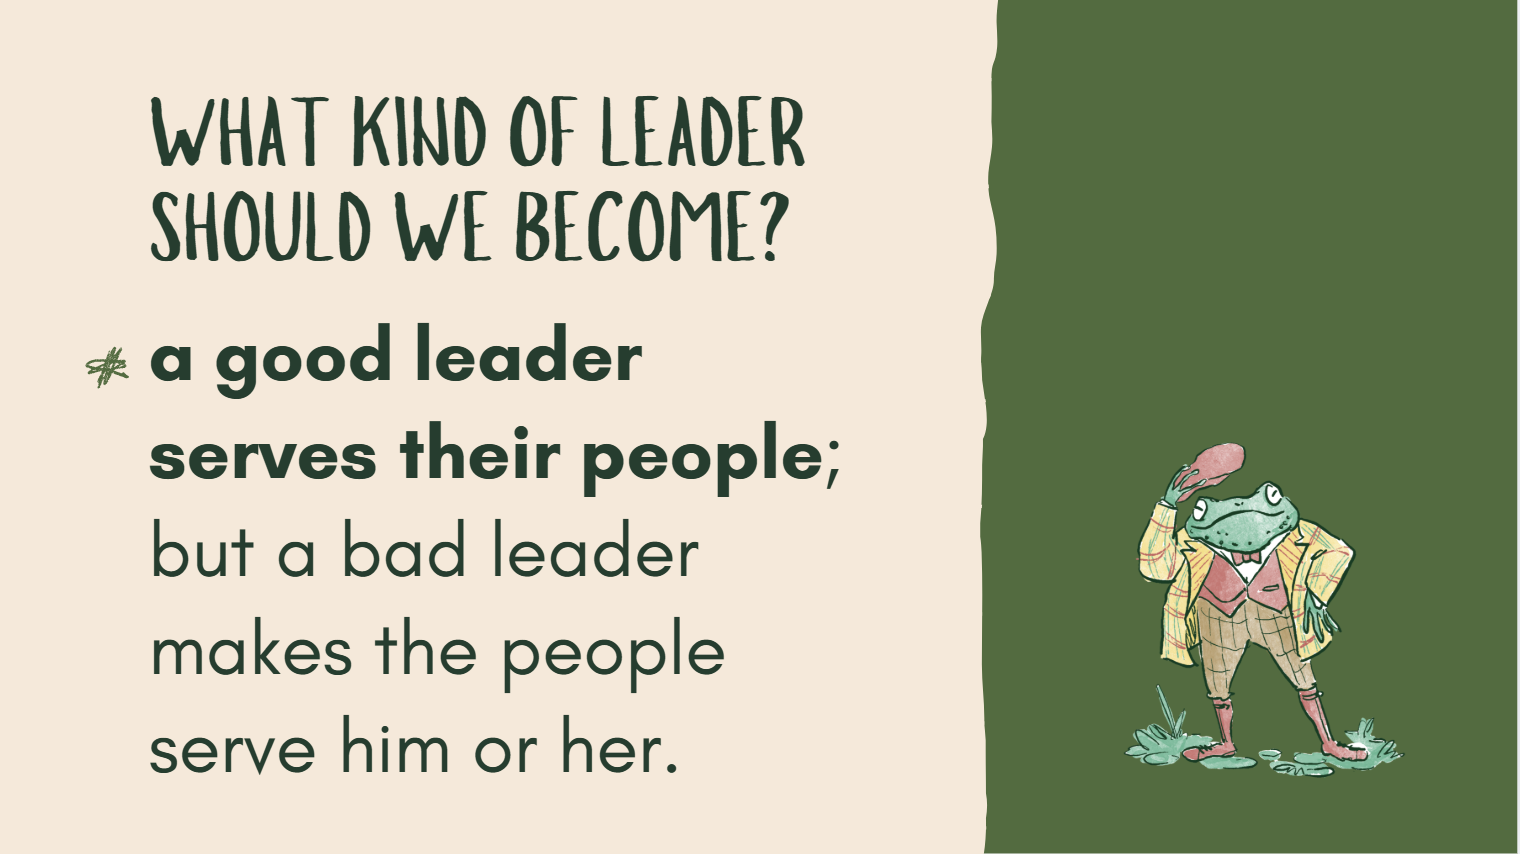 WHAT KIND OF LEADER
SHOULD WE BECOME?
a good leader
serves their people;
but a bad leader
makes the people
serve him or her.